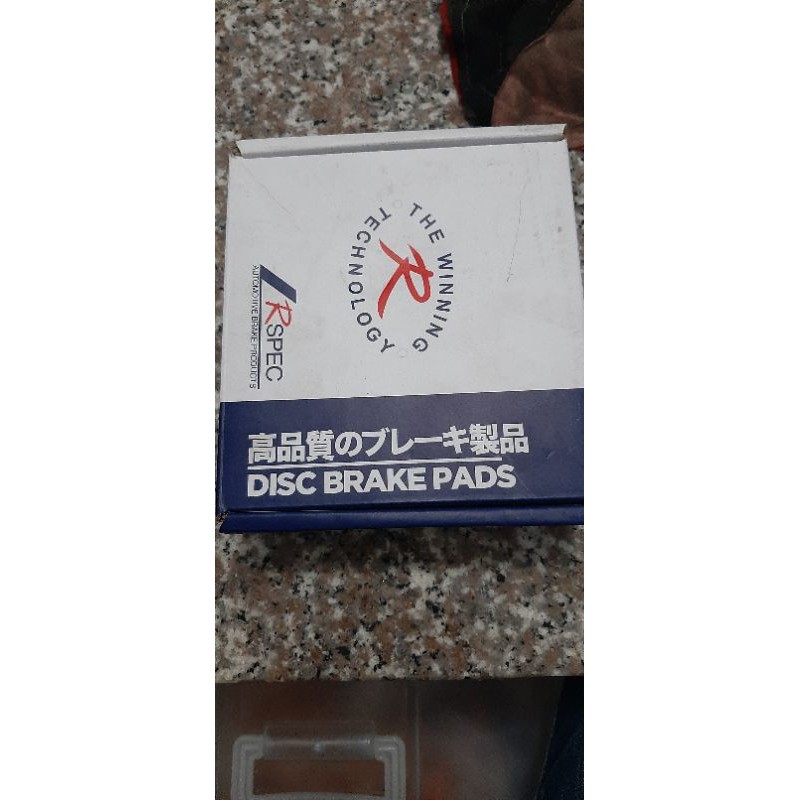 THE WINNING
TECHNOLOGY
R
RSPEC
AUTOMOTIVE BRAKE PRODUCTS
高品質のブレーキ製品
DISC BRAKE PADS